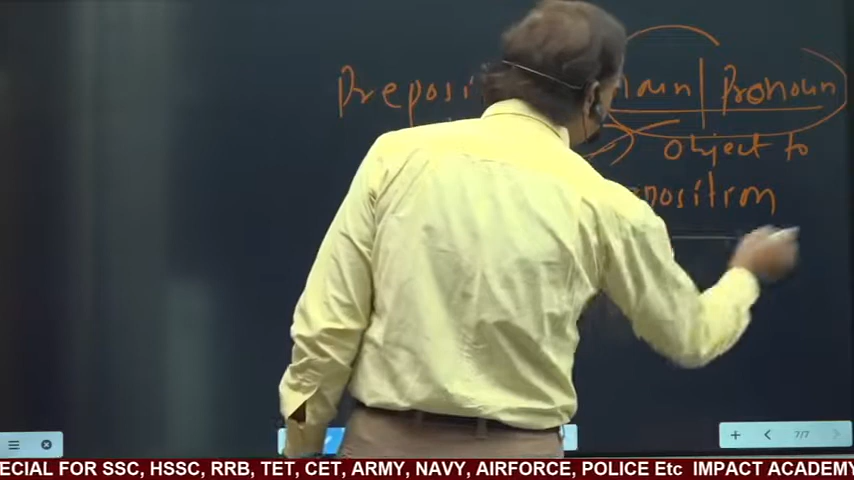 Preposi
Noun | Pronoun
Object to
position
7/7
ECIAL FOR SSC, HSSC, RRB, TET, CET, ARMY, NAVY, AIRFORCE, POLICE Etc IMPACT ACADEMY